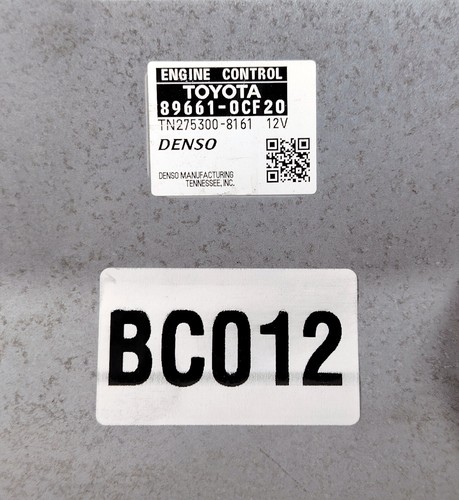 ENGINE CONTROL
TOYOTA
89661-0CF20
TN275300-8161 12V
DENSO
DENSO MANUFACTURING
TENNESSEE, INC.
BC012